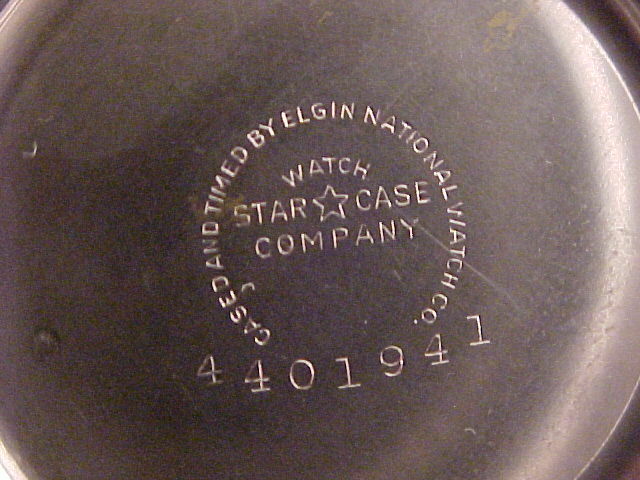 CASED AND TIMED BY ELGIN NATIONAL WATCH CO.
WATCH
STAR ☆ CASE
COMPANY
4401941